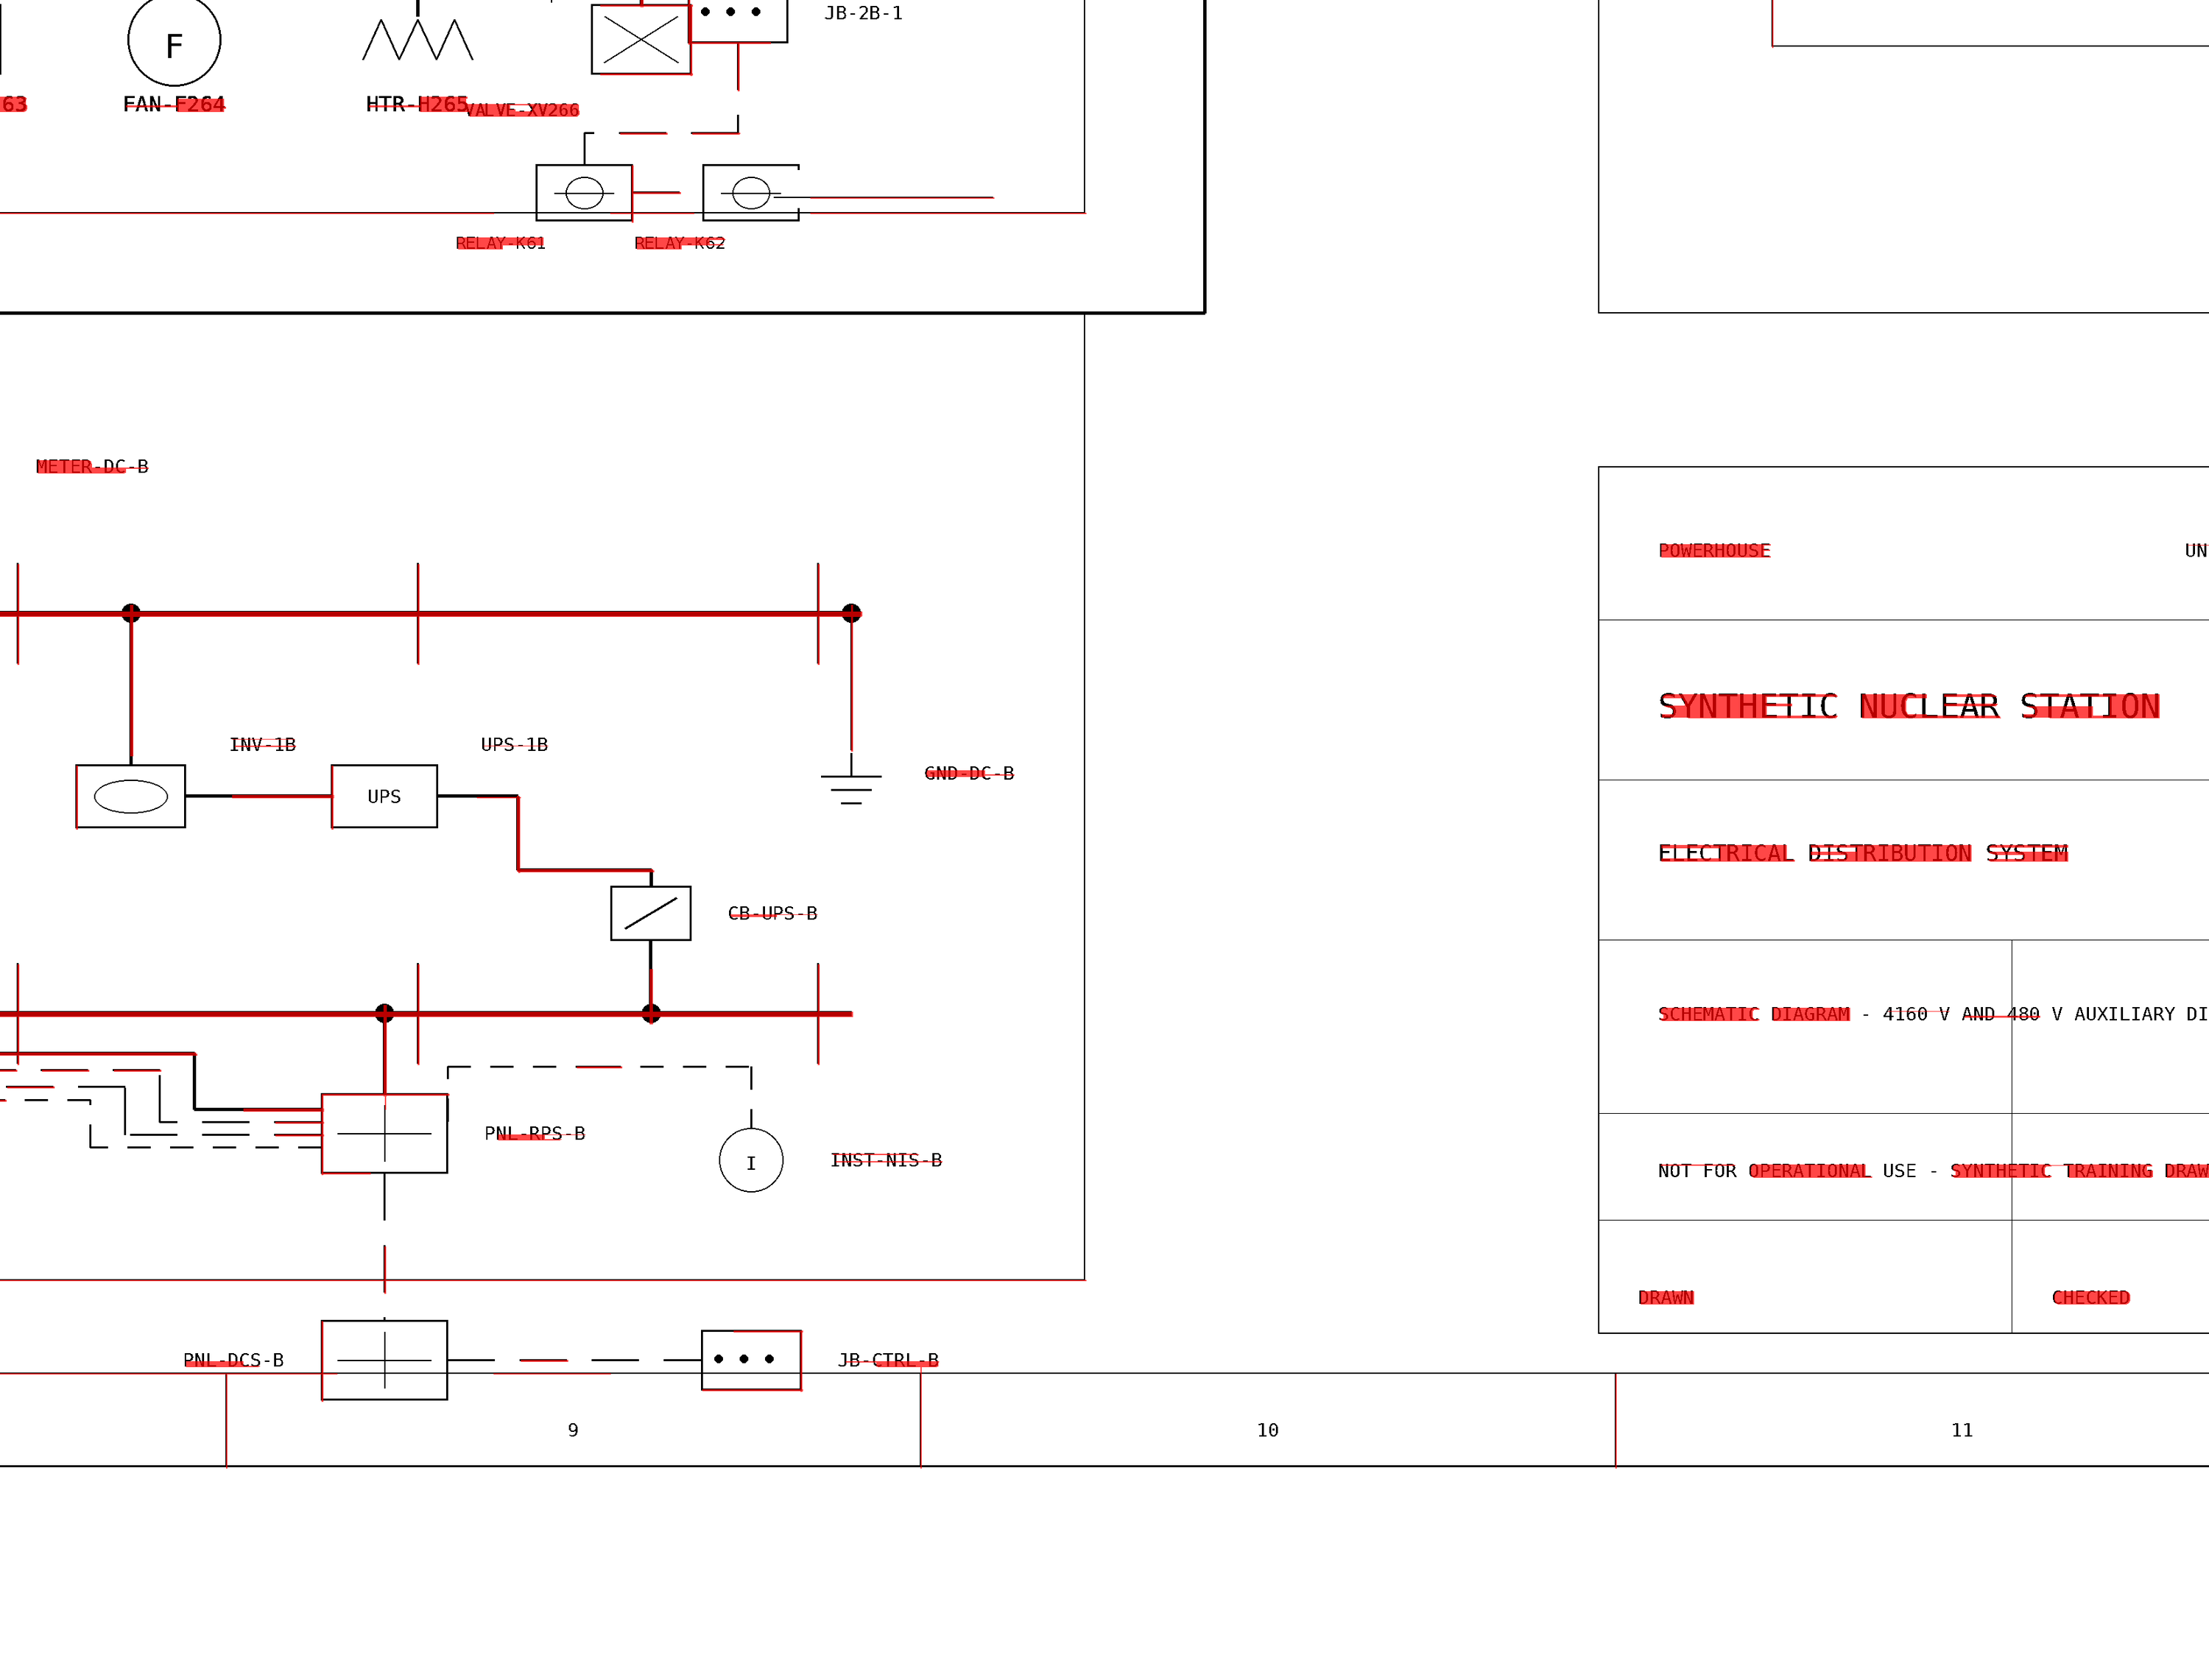 JB-2B-1
F
63
FAN-F264
HTR-H265
VALVE-XV266
RELAY-K61
RELAY-K62
METER-DC-B
POWERHOUSE
UN
SYNTHETIC NUCLEAR STATION
INV-1B
UPS-1B
GND-DC-B
UPS
ELECTRICAL DISTRIBUTION SYSTEM
CB-UPS-B
SCHEMATIC DIAGRAM - 4160 V AND 480 V AUXILIARY DI
PNL-RPS-B
I
INST-NIS-B
NOT FOR OPERATIONAL USE - SYNTHETIC TRAINING DRAW
DRAWN
CHECKED
PNL-DCS-B
JB-CTRL-B
9
10
11